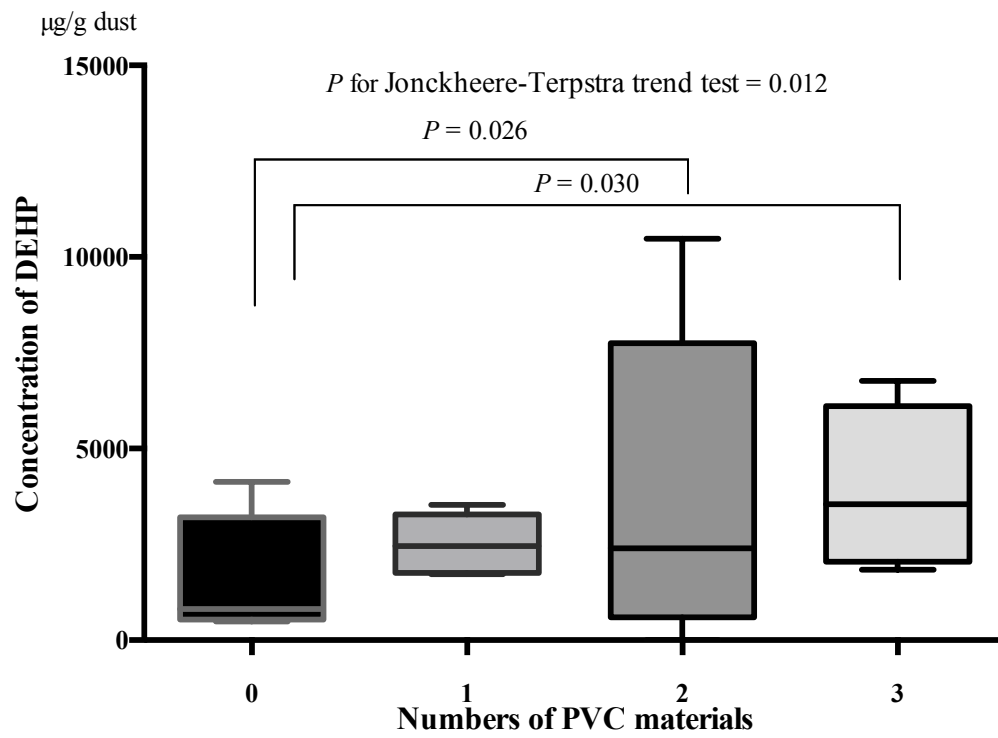 μg/g dust
15000
P for Jonckheere-Terpstra trend test = 0.012
P = 0.026
P = 0.030
10000
Concentration of DEHP
5000
0
0 1 2 3
Numbers of PVC materials